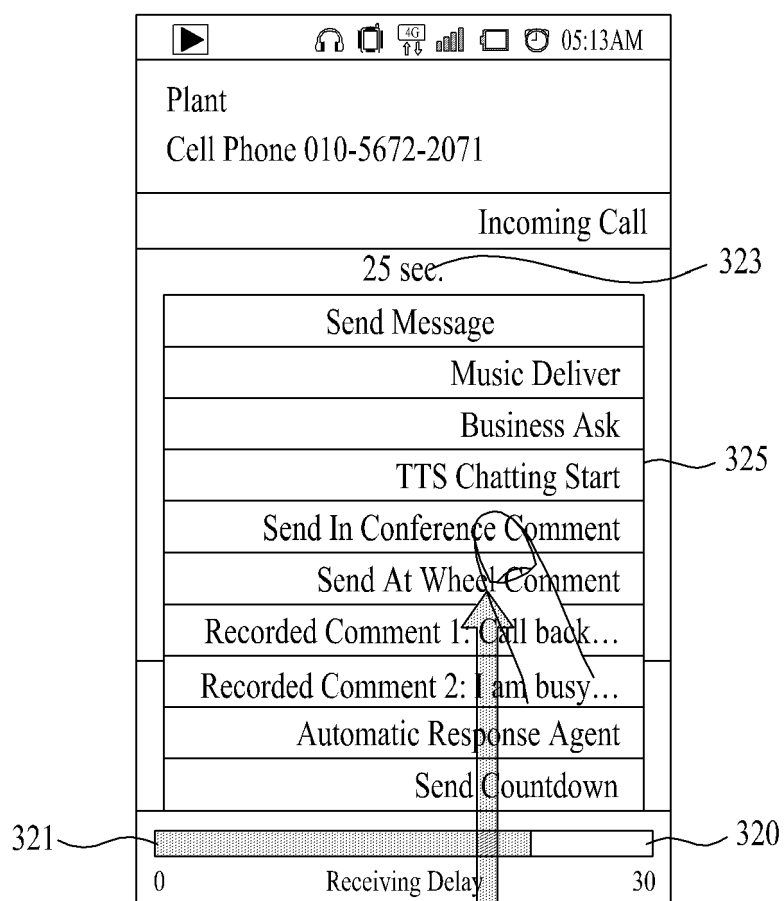 4G 05:13AM
Plant
Cell Phone 010-5672-2071
Incoming Call
25 sec.
323
Send Message
Music Deliver
Business Ask
TTS Chatting Start
325
Send In Conference Comment
Send At Wheel Comment
Recorded Comment 1: Call back...
Recorded Comment 2: I am busy...
Automatic Response Agent
Send Countdown
321
320
0 Receiving Delay 30